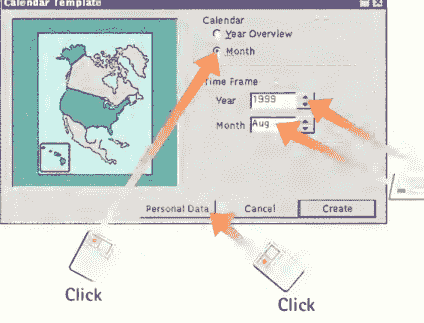 Calendar Template
Calendar
Year Overview
Month
Time Frame
Year 1999
Month Aug
Personal Data Cancel Create
Click
Click